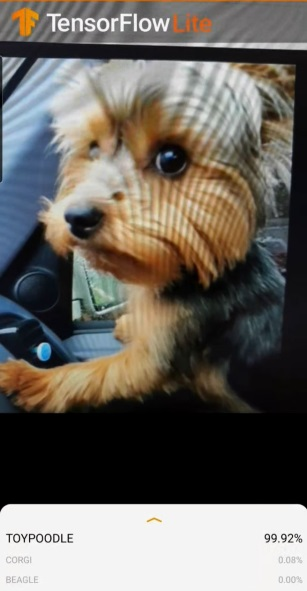 TensorFlow Lite
TOYPOODLE 99.92%
CORGI 0.08%
BEAGLE 0.00%